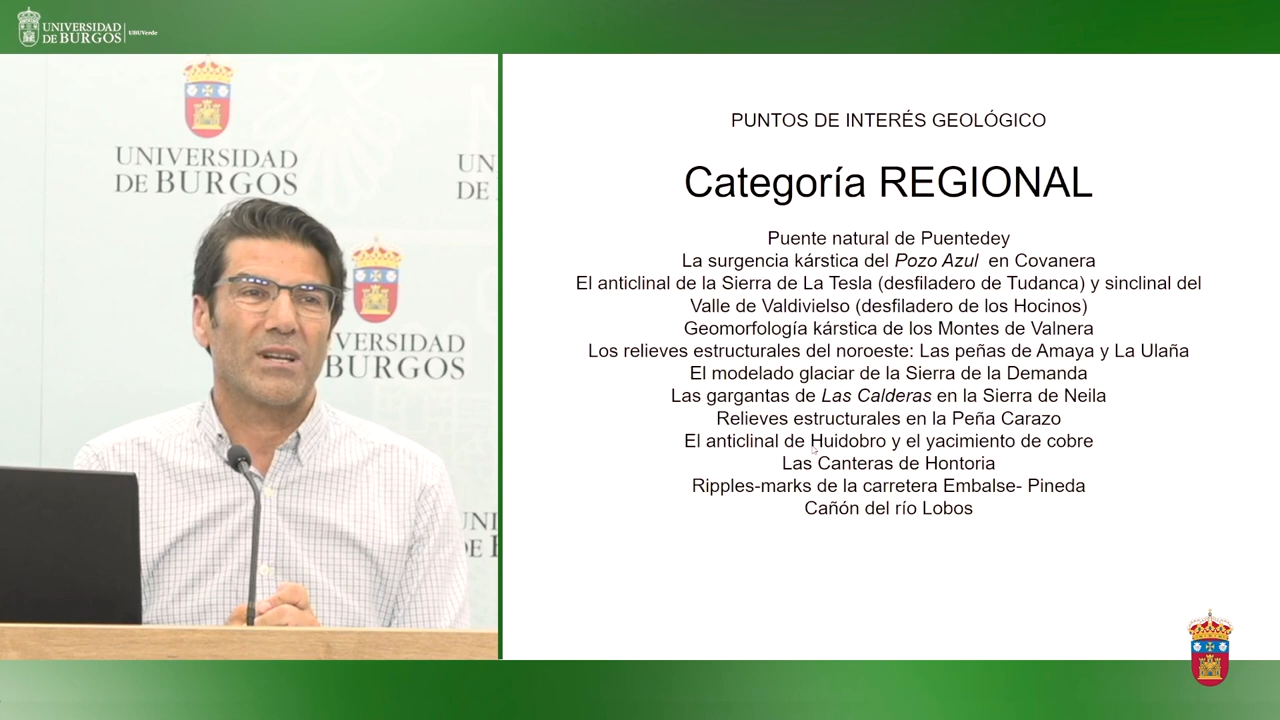 UNIVERSIDAD
DE BURGOS
UBUVerde
UNIVERSIDAD
DE BURGOS
UN
DE
VERSIDAD
BURGOS
UNI
DE
PUNTOS DE INTERÉS GEOLÓGICO
Categoría REGIONAL
Puente natural de Puentedey
La surgencia kárstica del Pozo Azul en Covanera
El anticlinal de la Sierra de La Tesla (desfiladero de Tudanca) y sinclinal del
Valle de Valdivielso (desfiladero de los Hocinos)
Geomorfología kárstica de los Montes de Valnera
Los relieves estructurales del noroeste: Las peñas de Amaya y La Ulaña
El modelado glaciar de la Sierra de la Demanda
Las gargantas de Las Calderas en la Sierra de Neila
Relieves estructurales en la Peña Carazo
El anticlinal de Huidobro y el yacimiento de cobre
Las Canteras de Hontoria
Ripples-marks de la carretera Embalse- Pineda
Cañón del río Lobos